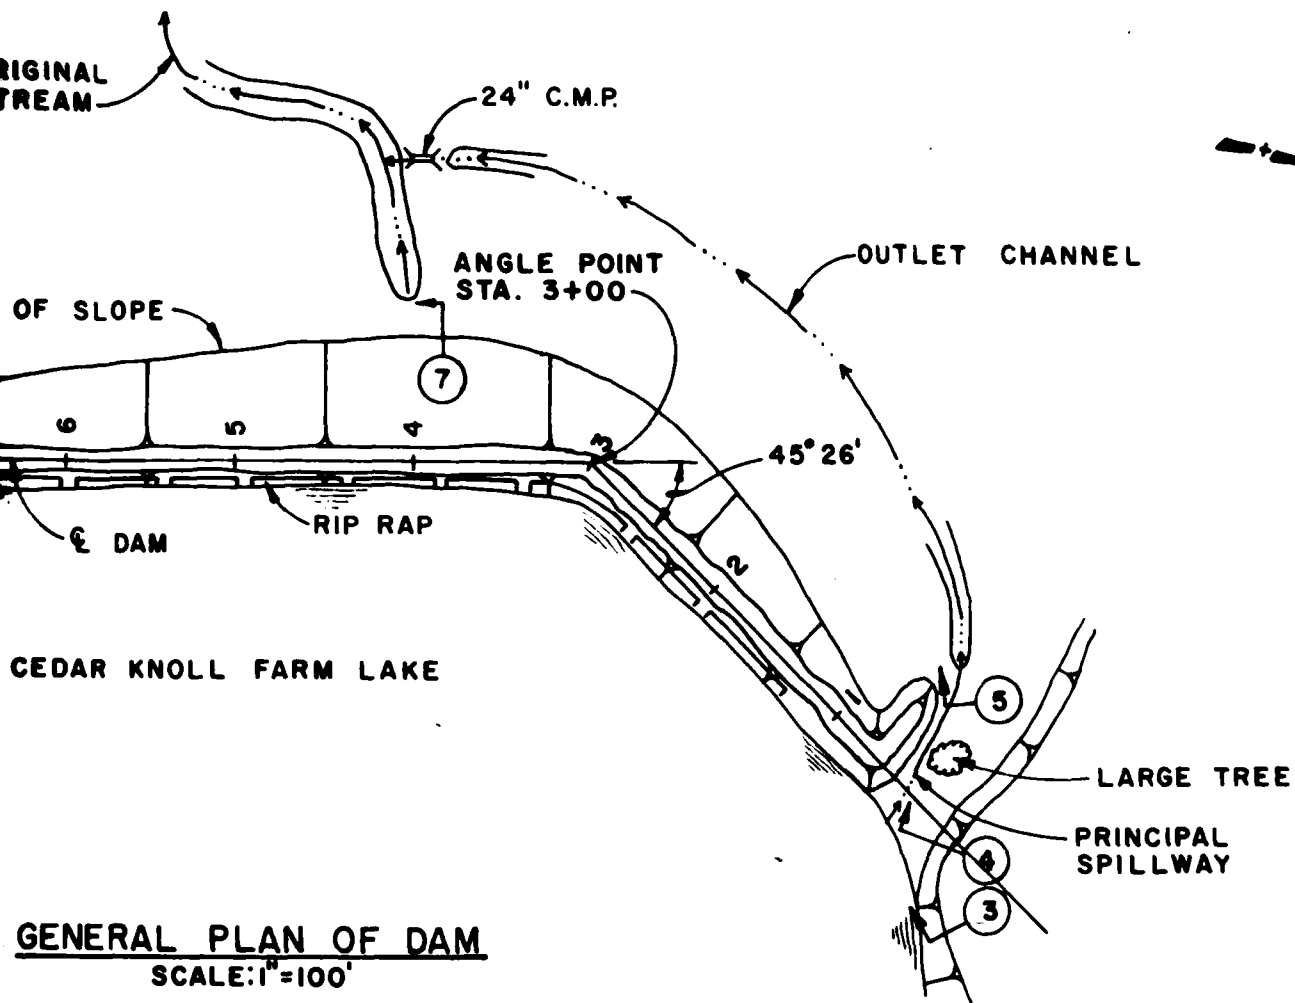 RIGINAL
TREAM
24" C.M.P.
ANGLE POINT
STA. 3+00
OUTLET CHANNEL
OF SLOPE
7
6
5
4
3
45° 26'
RIP RAP
℄ DAM
2
CEDAR KNOLL FARM LAKE
1
5
LARGE TREE
PRINCIPAL
SPILLWAY
4
3
GENERAL PLAN OF DAM
SCALE: 1"=100'